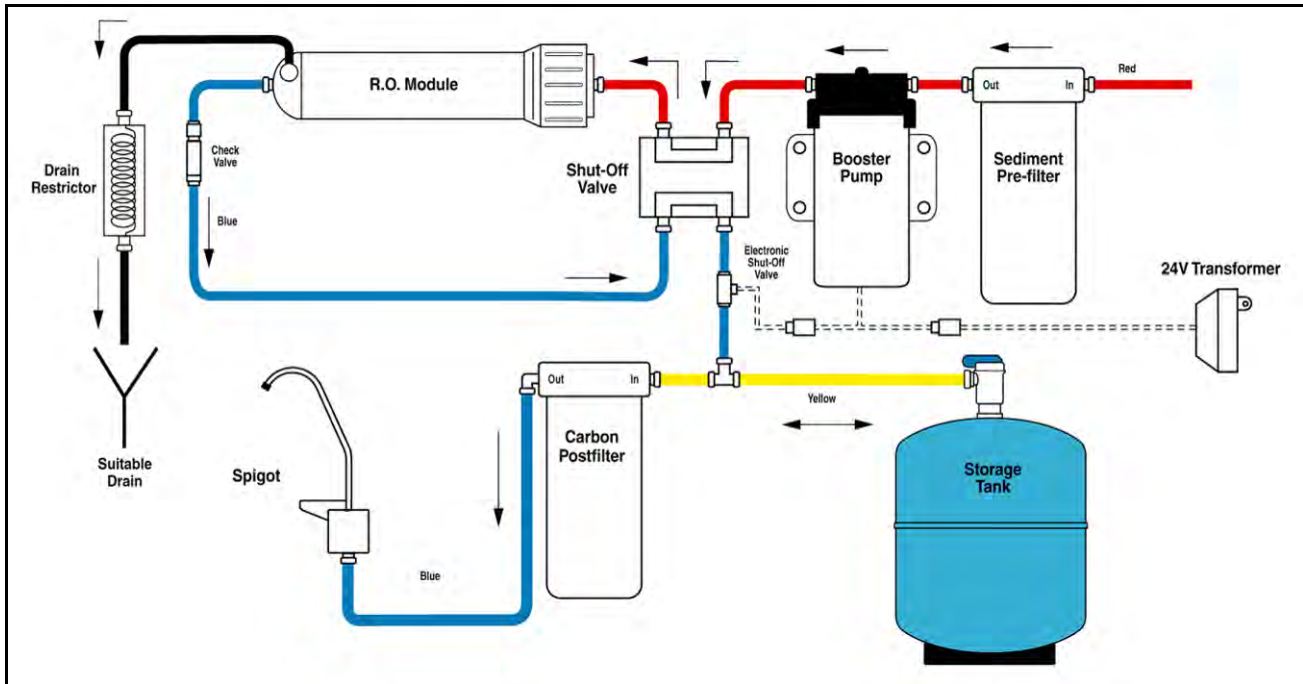 R.O. Module
Out
In
Red
Drain
Restrictor
Check
Valve
Shut-Off
Valve
Booster
Pump
Sediment
Pre-filter
Blue
Electronic
Shut-Off
Valve
24V Transformer
Out
In
Yellow
Carbon
Postfilter
Storage
Tank
Suitable
Drain
Spigot
Blue